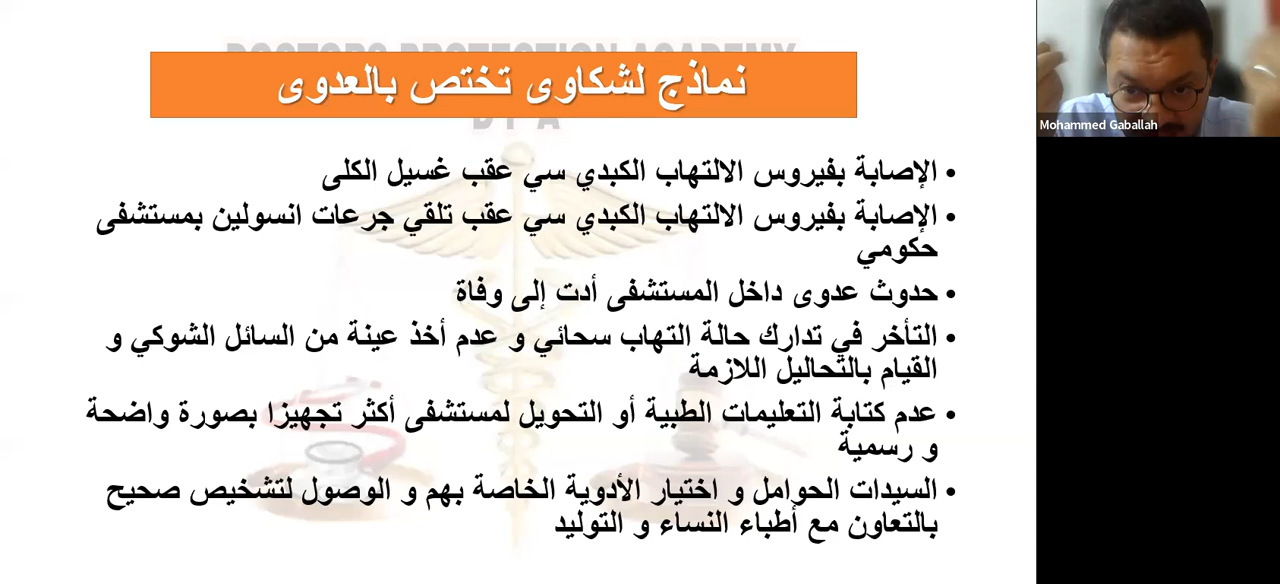 DOCTORS PROTECTION ACADEMY
نماذج لشكاوى تختص بالعدوى
D P A
Mohammed Gaballah
• الإصابة بفيروس الالتهاب الكبدي سي عقب غسيل الكلى
• الإصابة بفيروس الالتهاب الكبدي سي عقب تلقي جرعات انسولين بمستشفى
حكومي
• حدوث عدوى داخل المستشفى أدت إلى وفاة
• التأخر في تدارك حالة التهاب سحائي و عدم أخذ عينة من السائل الشوكي و
القيام بالتحاليل اللازمة
• عدم كتابة التعليمات الطبية أو التحويل لمستشفى أكثر تجهيزا بصورة واضحة
و رسمية
• السيدات الحوامل و اختيار الأدوية الخاصة بهم و الوصول لتشخيص صحيح
بالتعاون مع أطباء النساء و التوليد